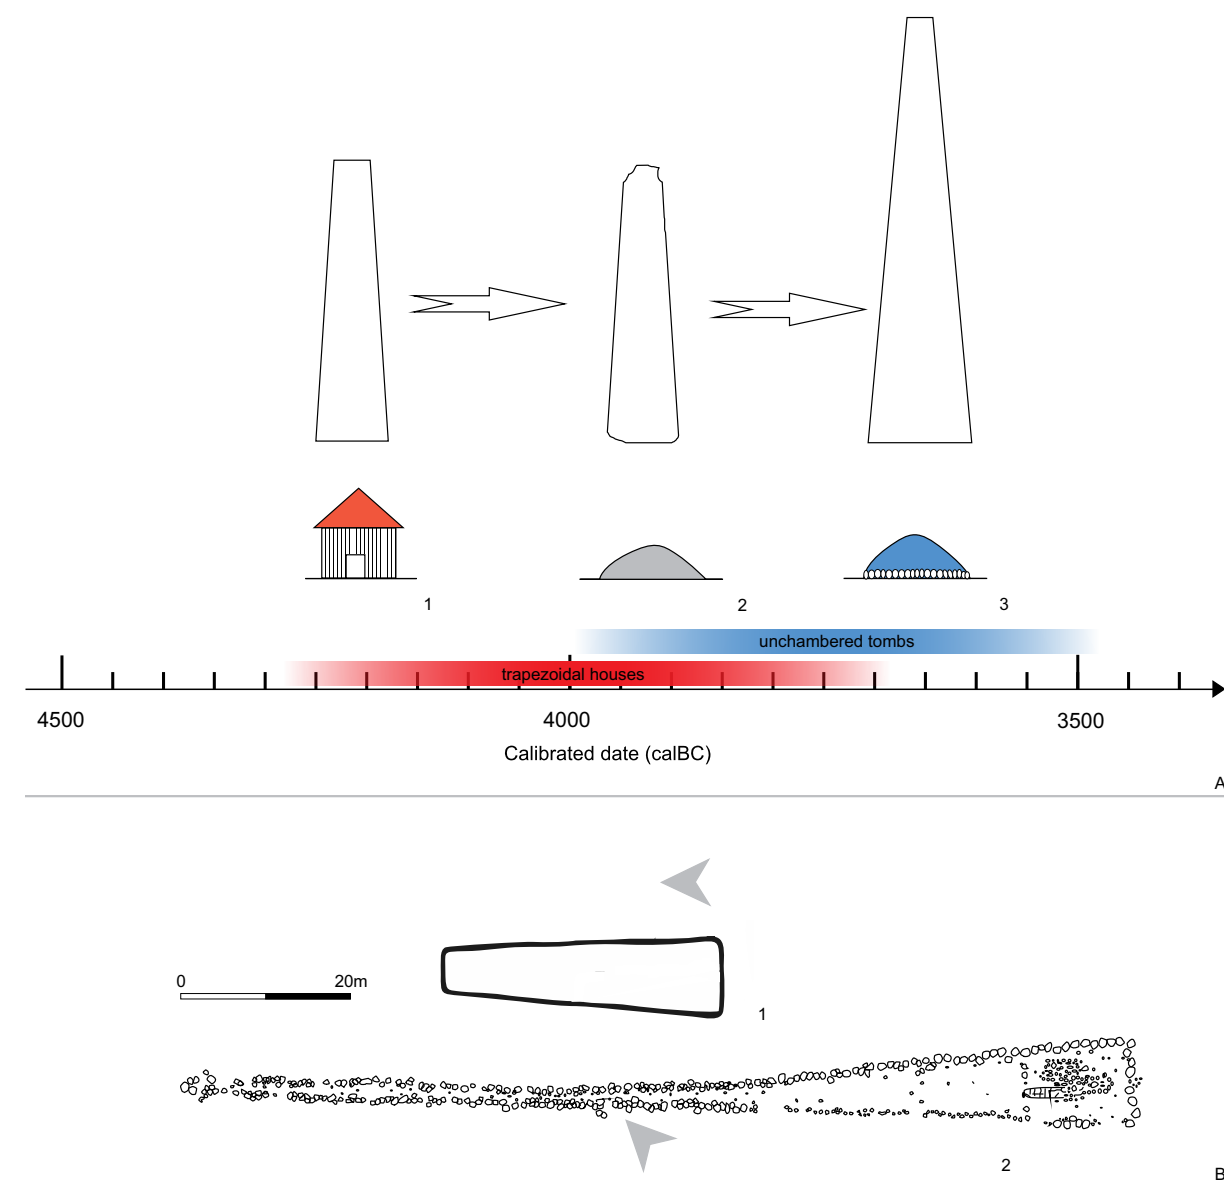 1
2
3
unchambered tombs
trapezoidal houses
4500
4000
3500
Calibrated date (calBC)
A
0
20m
1
2
B